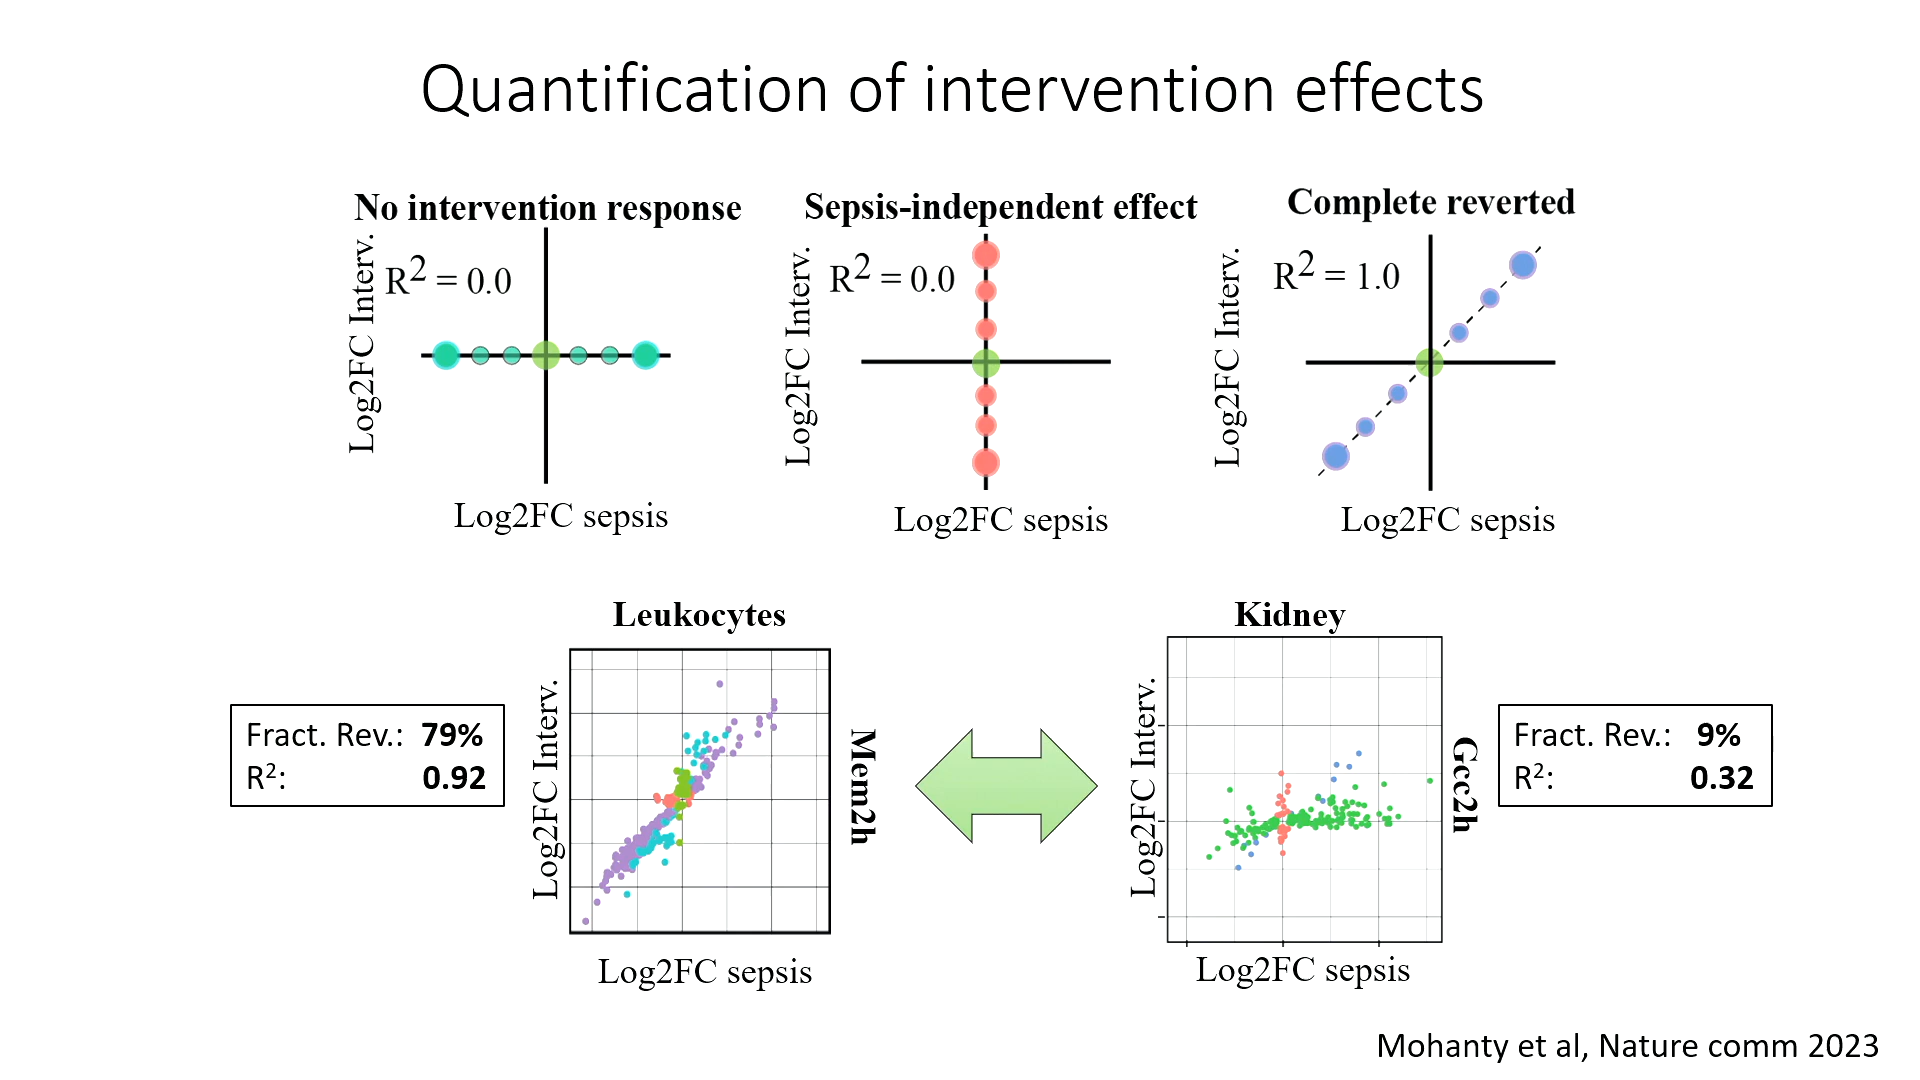 Quantification of intervention effects
No intervention response
Log2FC Interv.
R2 = 0.0
Log2FC sepsis
Sepsis-independent effect
Log2FC Interv.
R2 = 0.0
Log2FC sepsis
Complete reverted
Log2FC Interv.
R2 = 1.0
Log2FC sepsis
Fract. Rev.: 79%
R2: 0.92
Leukocytes
Log2FC Interv.
Mem2h
Log2FC sepsis
Kidney
Log2FC Interv.
Gcc2h
Log2FC sepsis
Fract. Rev.: 9%
R2: 0.32
Mohanty et al, Nature comm 2023